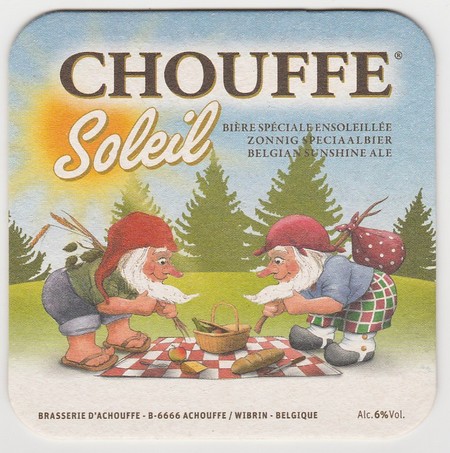 CHOUFFE®
Soleil
BIÈRE SPÉCIALE ENSOLEILLÉE
ZONNIG SPECIAALBIER
BELGIAN SUNSHINE ALE
BRASSERIE D'ACHOUFFE - B-6666 ACHOUFFE / WIBRIN - BELGIQUE
Alc. 6% Vol.